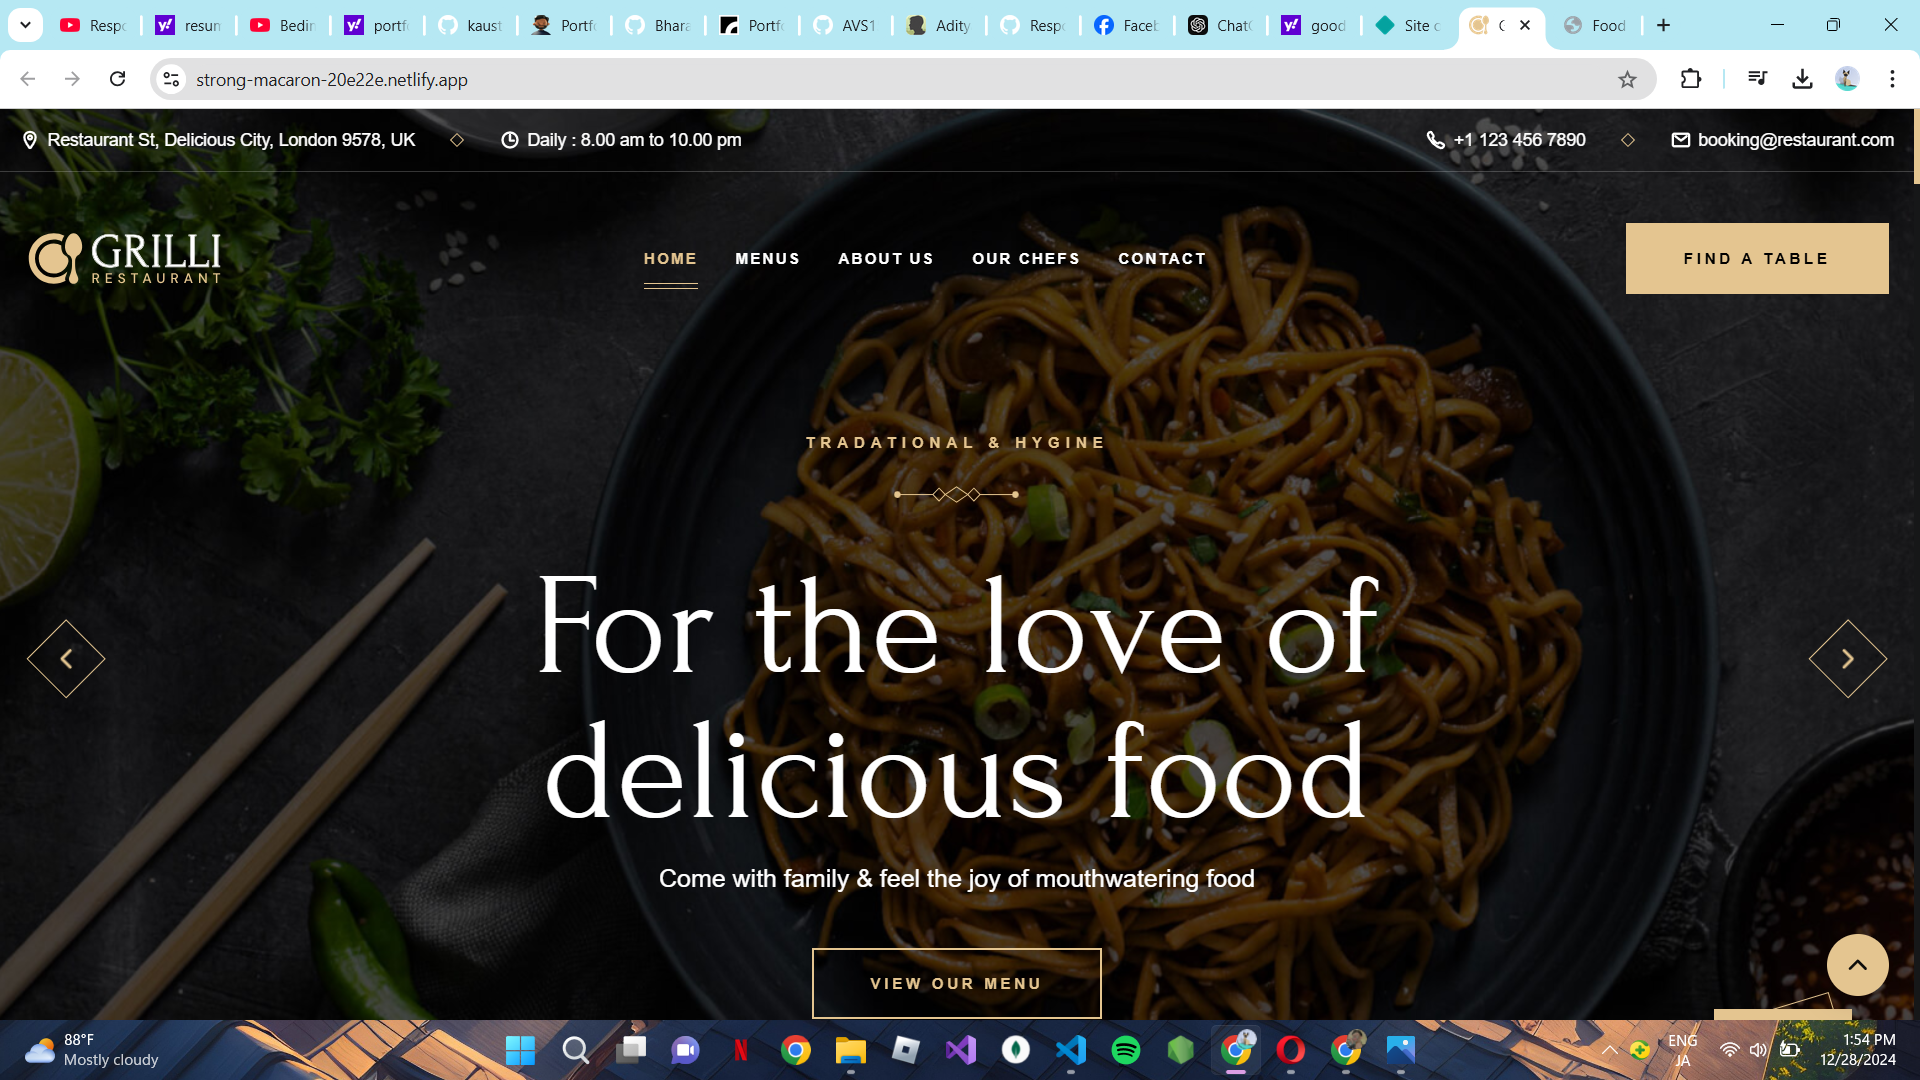 Respo
resum
Bedin
portfo
kaust
Portfo
Bhara
Portfo
AVS1
Adity
Respo
Faceb
ChatG
good
Site c
G
Food
strong-macaron-20e22e.netlify.app
Restaurant St, Delicious City, London 9578, UK
Daily : 8.00 am to 10.00 pm
+1 123 456 7890
booking@restaurant.com
GRILLI
RESTAURANT
HOME
MENUS
ABOUT US
OUR CHEFS
CONTACT
FIND A TABLE
TRADATIONAL & HYGINE
For the love of
delicious food
Come with family & feel the joy of mouthwatering food
VIEW OUR MENU
88°F
Mostly cloudy
ENG
JA
1:54 PM
12/28/2024